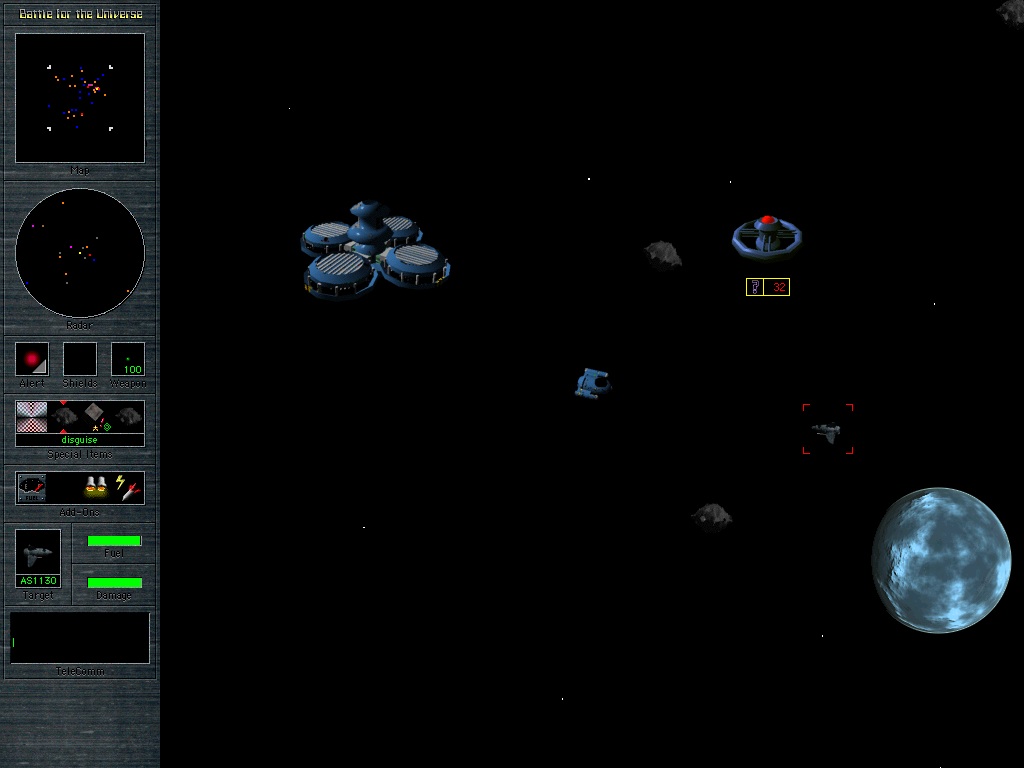 Battle for the Universe
Map
Radar
100
Alert Shields Weapon
disguise
Special Items
Add-Ons
Fuel
AS1130
Target
Damage
TeleComm
? 32